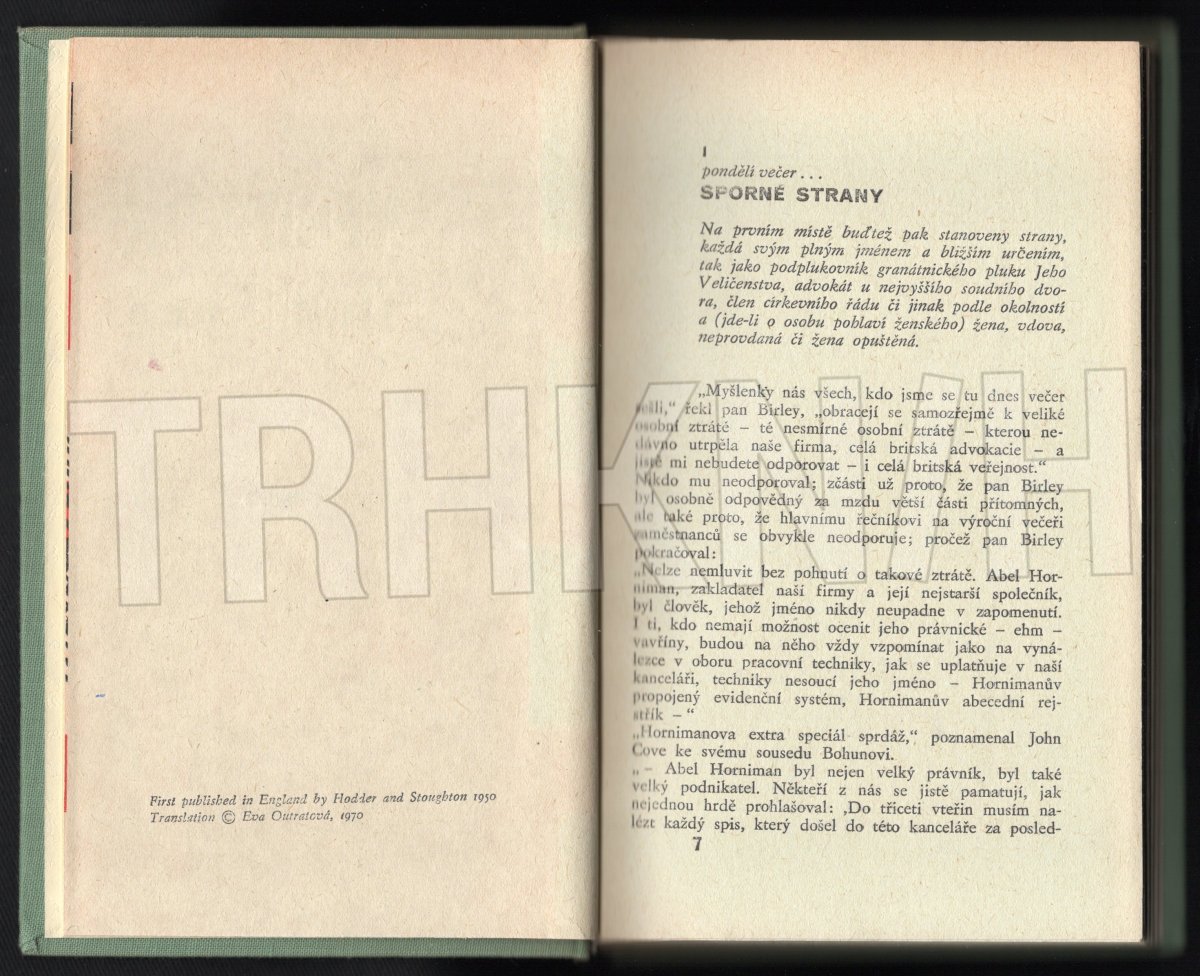 First published in England by Hodder and Stoughton 1950
Translation © Eva Outratová, 1970
I
pondělí večer ...
SPORNÉ STRANY
Na prvním místě buďtež pak stanoveny strany,
každá svým plným jménem a bližším určením,
tak jako podplukovník granátnického pluku Jeho
Veličenstva, advokát u nejvyššího soudního dvo-
ra, člen církevního řádu či jinak podle okolností
a (jde-li o osobu pohlaví ženského) žena, vdova,
neprovdaná či žena opuštěná.
„Myšlenky nás všech, kdo jsme se tu dnes večer
sešli,“ řekl pan Birley, „obracejí se samozřejmě k veliké
osobní ztrátě – té nesmírné osobní ztrátě – kterou ne-
dávno utrpěla naše firma, celá britská advokacie – a
jistě mi nebudete odporovat – i celá britská veřejnost.“
Nikdo mu neodporoval; zčásti už proto, že pan Birley
byl osobně odpovědný za mzdu větší části přítomných,
ale také proto, že hlavnímu řečníkovi na výroční večeři
zaměstnanců se obvykle neodporuje; pročež pan Birley
pokračoval:
„Nelze nemluvit bez pohnutí o takové ztrátě. Abel Hor-
niman, zakladatel naší firmy a její nejstarší společník,
byl člověk, jehož jméno nikdy neupadne v zapomenutí.
I ti, kdo nemají možnost ocenit jeho právnické – ehm –
vavříny, budou na něho vždy vzpomínat jako na vyná-
lezce v oboru pracovní techniky, jak se uplatňuje v naší
kanceláři, techniky nesoucí jeho jméno – Hornimanův
propojený evidenční systém, Hornimanův abecední rej-
střík – “
„Hornimanova extra speciál sprdáž,“ poznamenal John
Cove ke svému sousedu Bohunovi.
„ – Abel Horniman byl nejen velký právník, byl také
velký podnikatel. Někteří z nás se jistě pamatují, jak
nejednou hrdě prohlašoval: ‚Do třiceti vteřin musím na-
lézt každý spis, který došel do této kanceláře za posled-
7
TRHKNIH